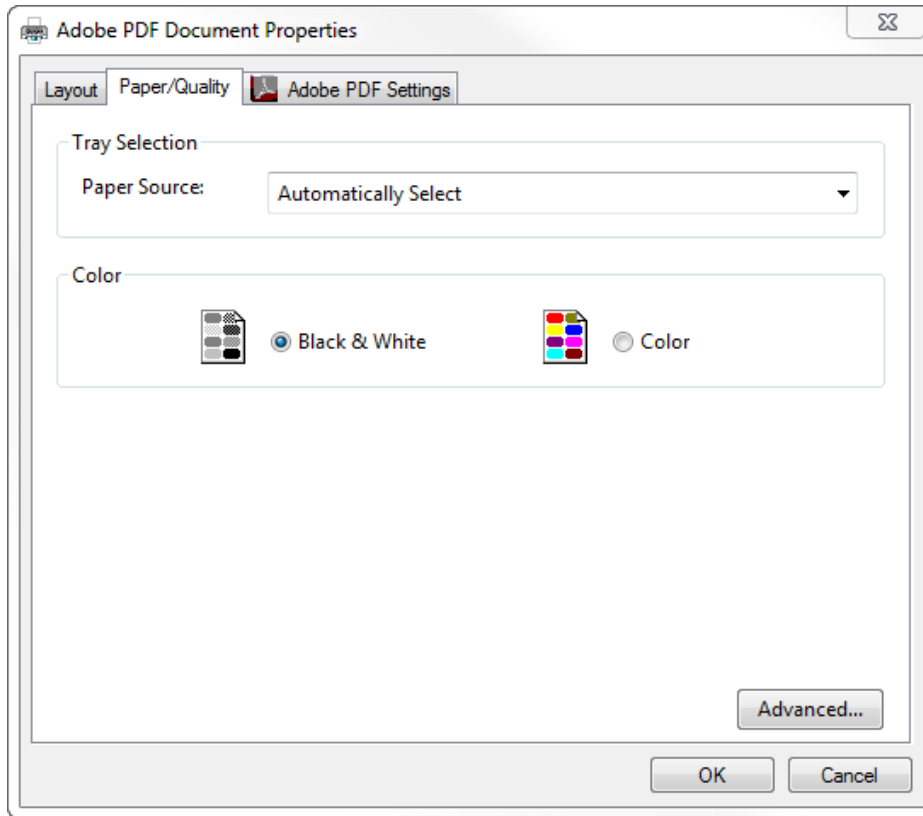 Adobe PDF Document Properties
Layout Paper/Quality Adobe PDF Settings
Tray Selection
Paper Source: Automatically Select
Color
Black & White Color
Advanced...
OK Cancel